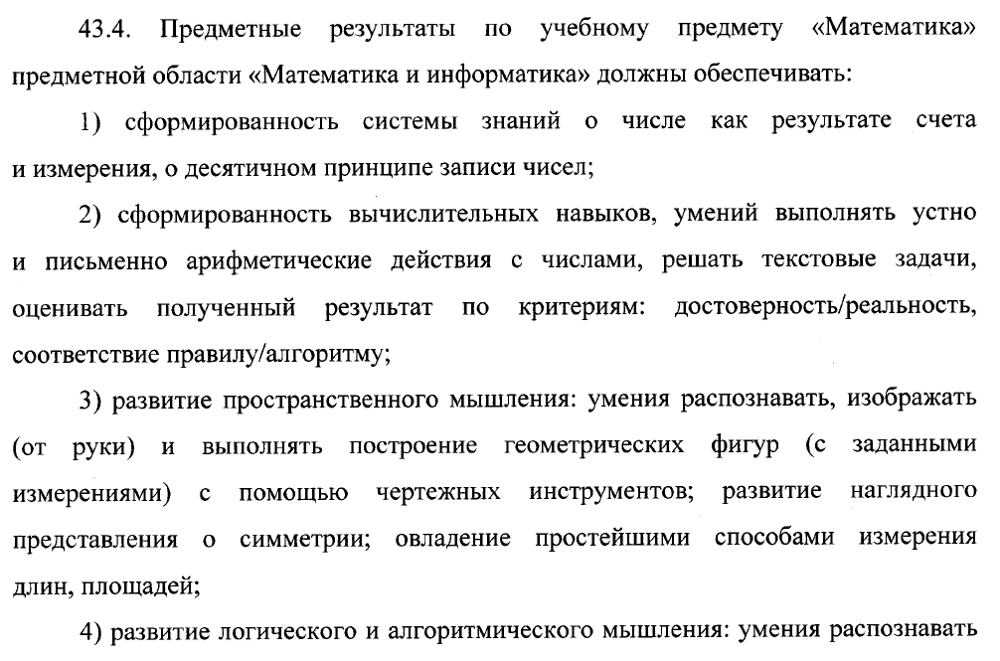 43.4. Предметные результаты по учебному предмету «Математика»
предметной области «Математика и информатика» должны обеспечивать:
1) сформированность системы знаний о числе как результате счета
и измерения, о десятичном принципе записи чисел;
2) сформированность вычислительных навыков, умений выполнять устно
и письменно арифметические действия с числами, решать текстовые задачи,
оценивать полученный результат по критериям: достоверность/реальность,
соответствие правилу/алгоритму;
3) развитие пространственного мышления: умения распознавать, изображать
(от руки) и выполнять построение геометрических фигур (с заданными
измерениями) с помощью чертежных инструментов; развитие наглядного
представления о симметрии; овладение простейшими способами измерения
длин, площадей;
4) развитие логического и алгоритмического мышления: умения распознавать